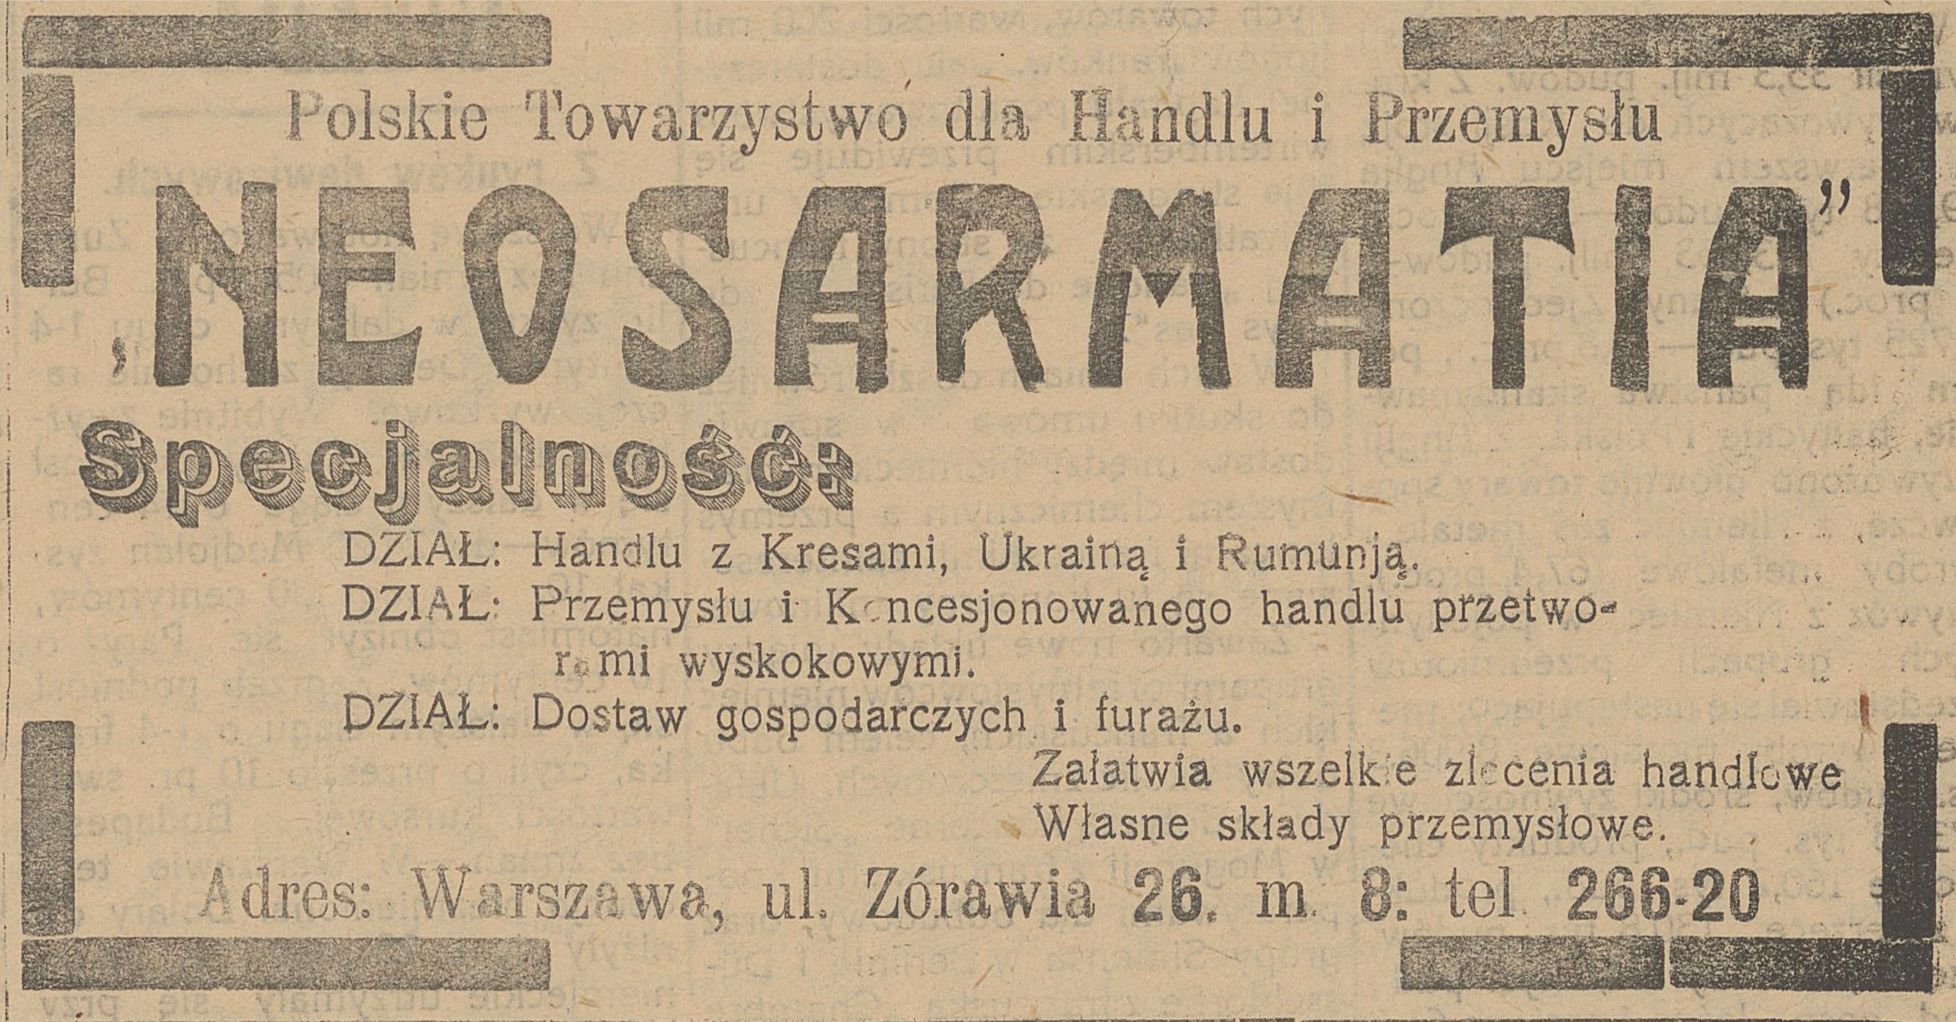 Polskie Towarzystwo dla Handlu i Przemysłu
„NEOSARMATIA”
Specjalność:
DZIAŁ: Handlu z Kresami, Ukrainą i Rumunją.
DZIAŁ: Przemysłu i Koncesjonowanego handlu przetwo-
rami wyskokowymi.
DZIAŁ: Dostaw gospodarczych i furażu.
Załatwia wszelkie zlecenia handlowe
Własne składy przemysłowe.
Adres: Warszawa, ul. Zórawia 26. m. 8: tel. 266-20